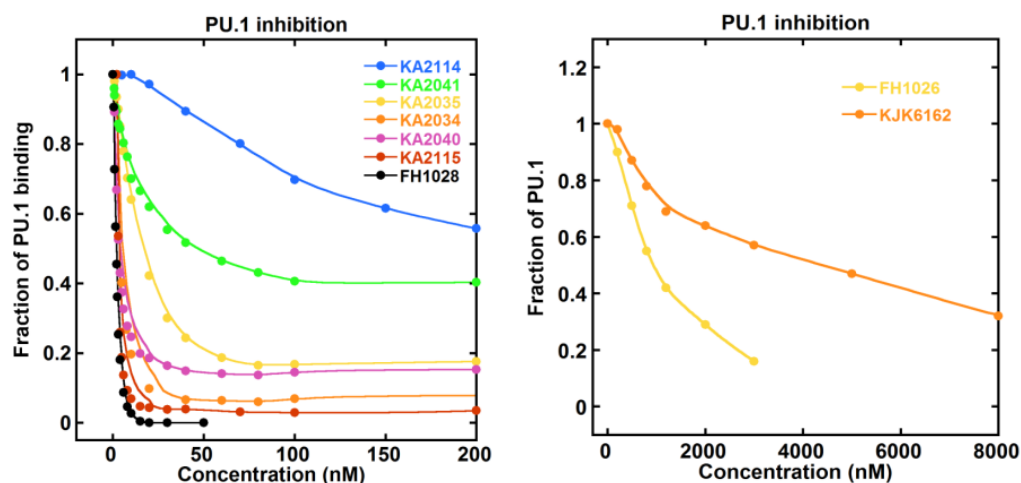 PU.1 inhibition
Fraction of PU.1 binding
1
0.8
0.6
0.4
0.2
0
KA2114
KA2041
KA2035
KA2034
KA2040
KA2115
FH1028
0
50
100
150
200
Concentration (nM)
PU.1 inhibition
Fraction of PU.1
1.2
1
0.8
0.6
0.4
0.2
0
FH1026
KJK6162
0
2000
4000
6000
8000
Concentration (nM)